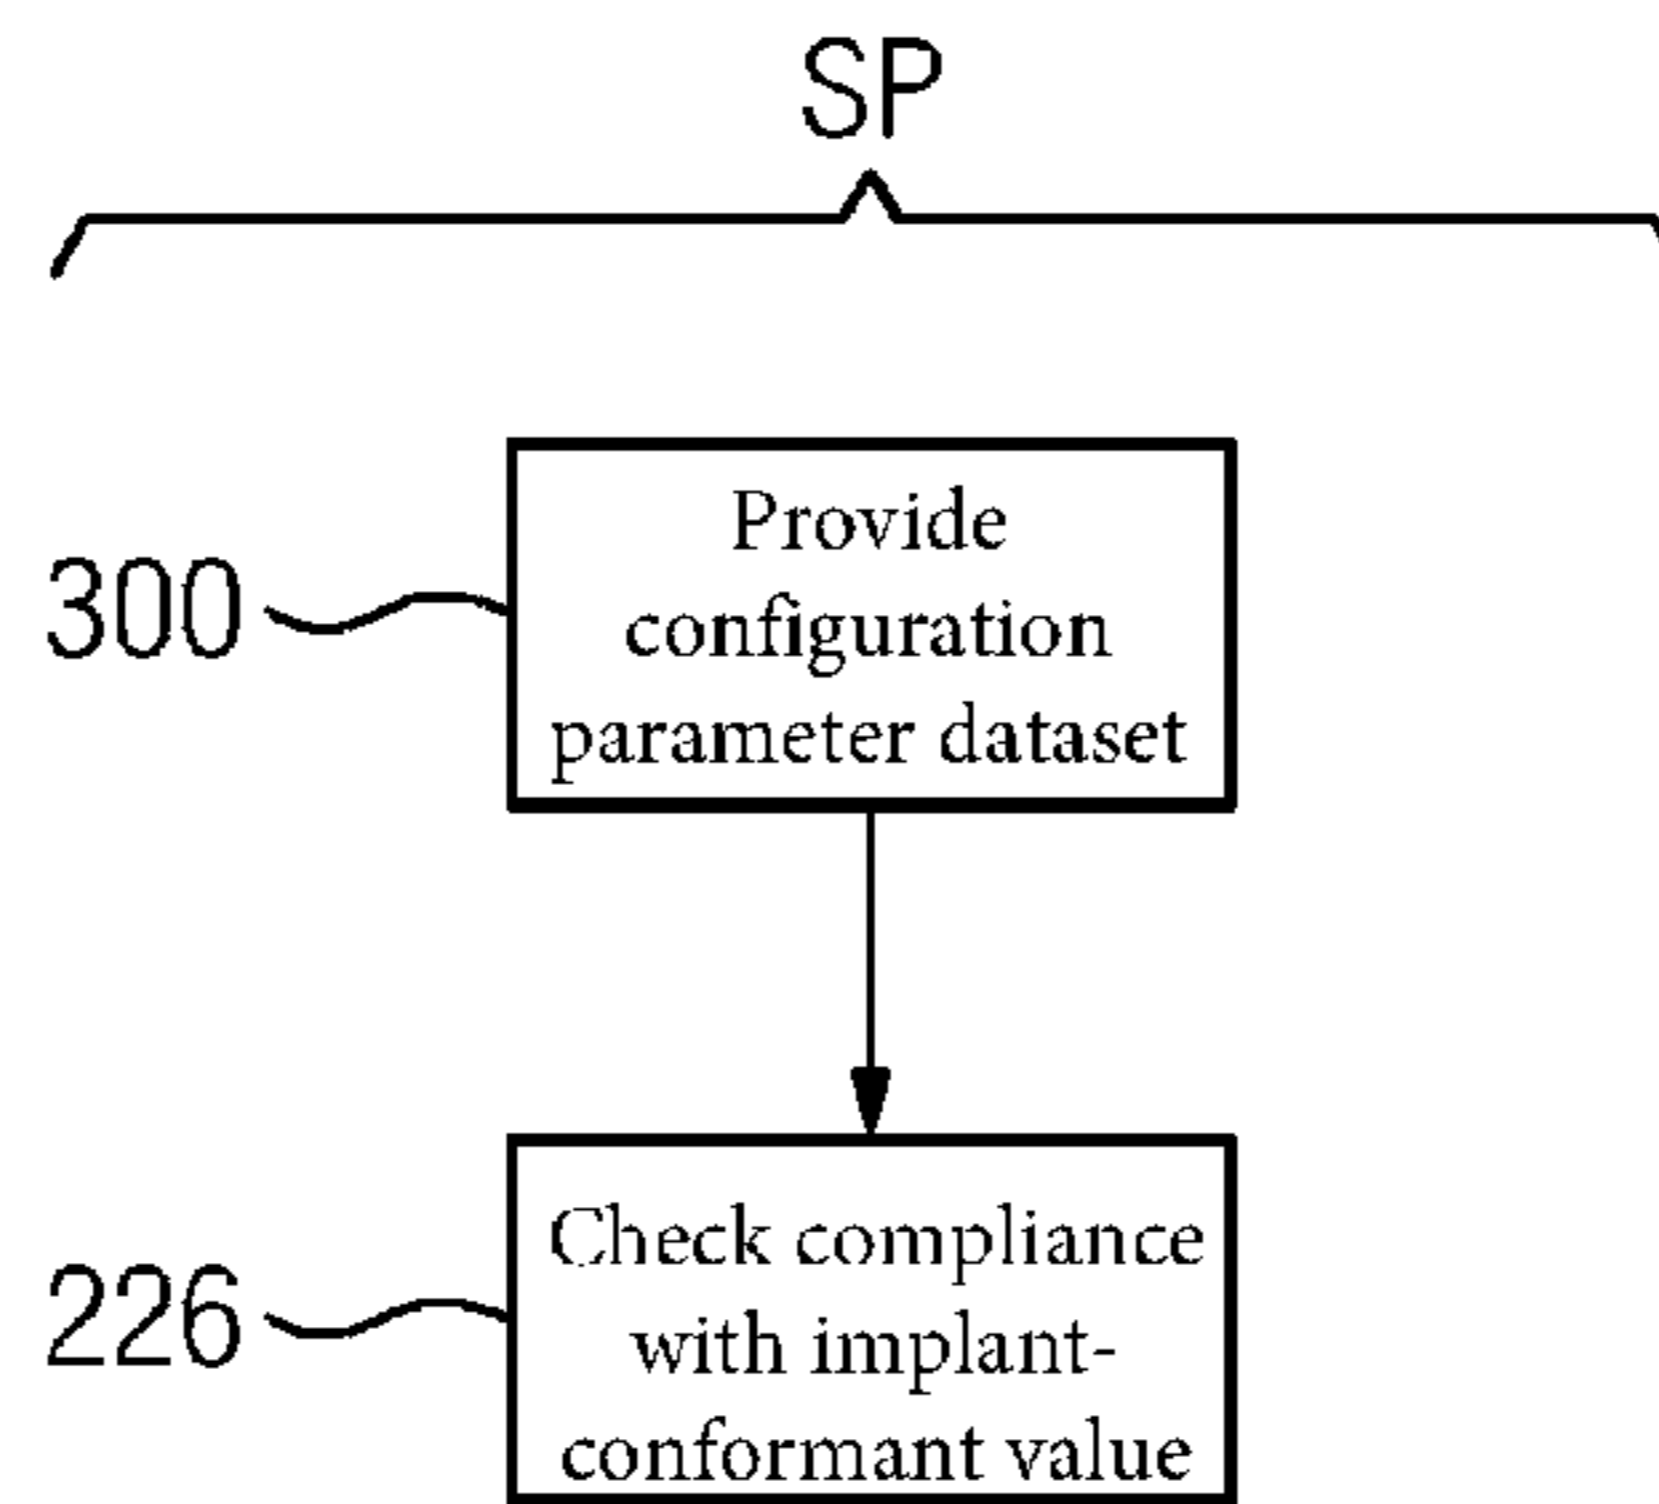 SP
300
Provide
configuration
parameter dataset
226
Check compliance
with implant-
conformant value